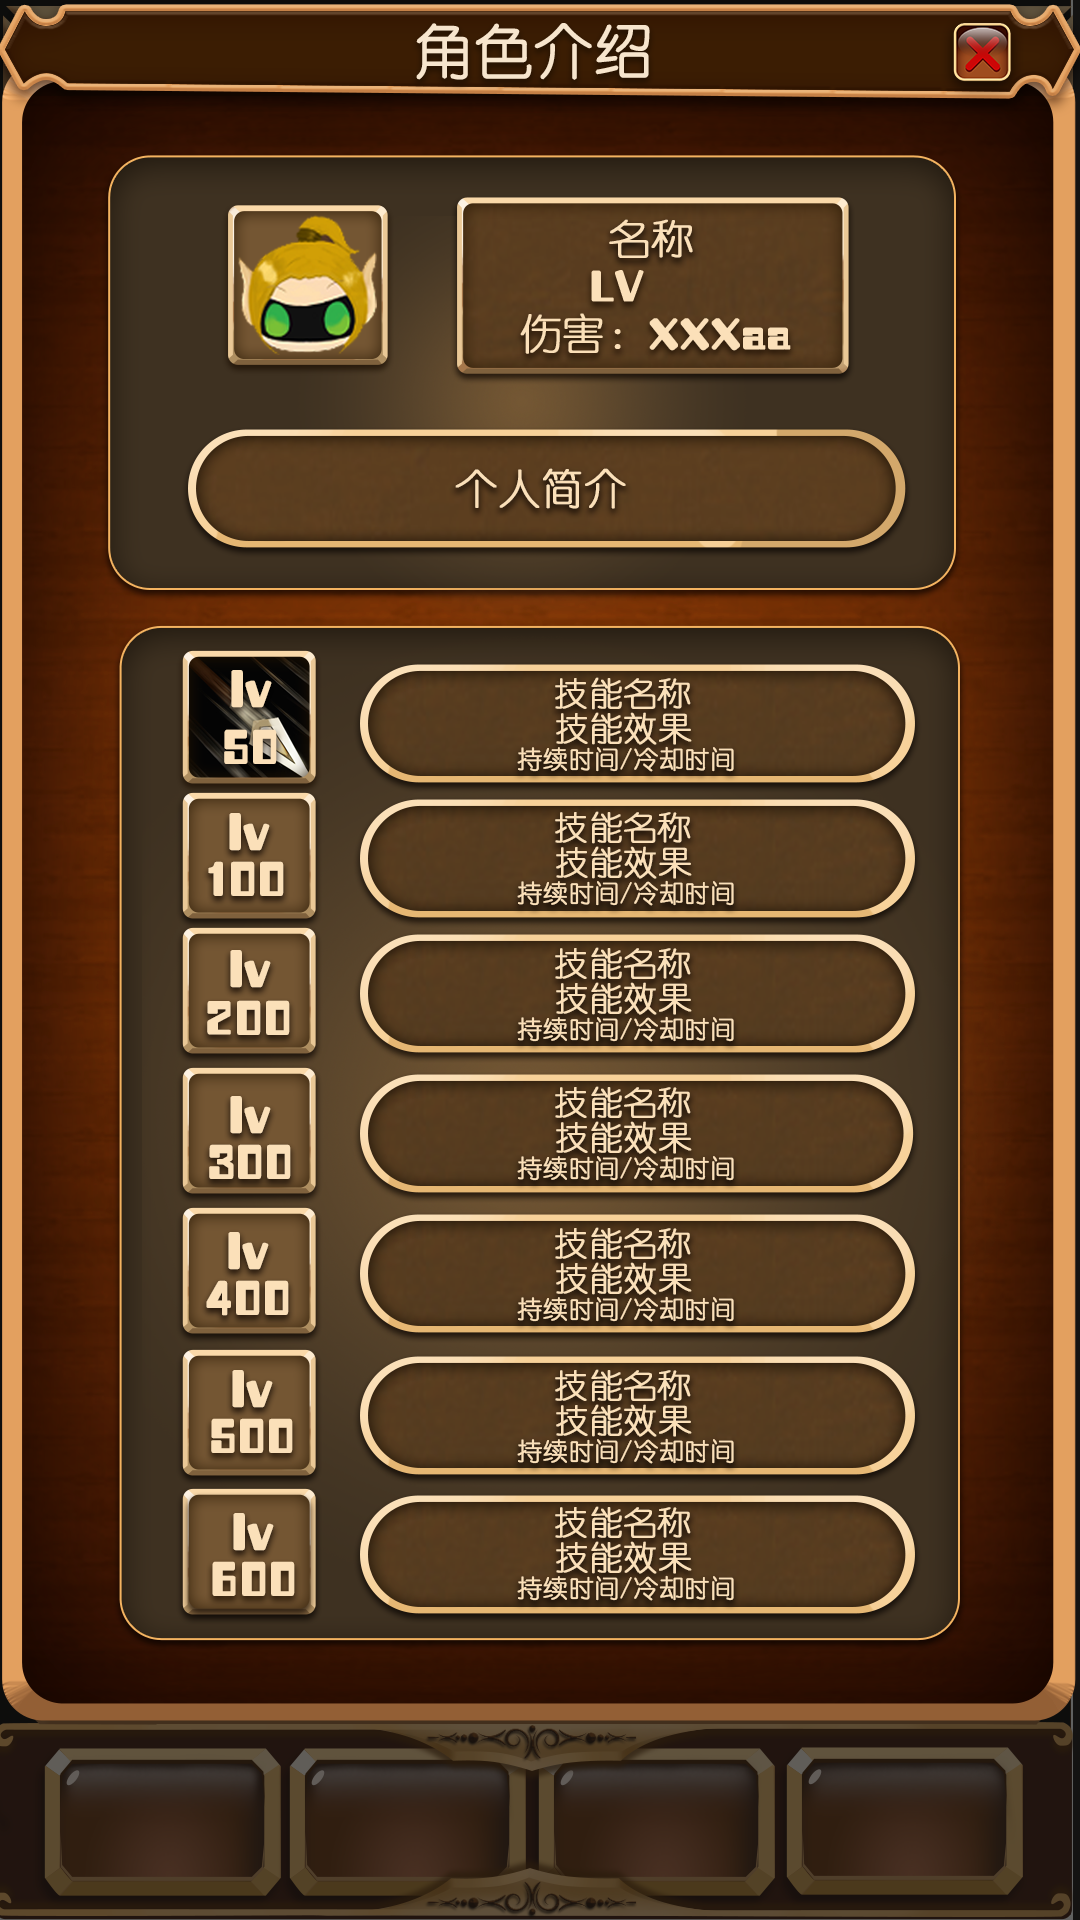 角色介绍
名称
LV
伤害：XXXaa
个人简介
lv
50
技能名称
技能效果
持续时间/冷却时间
lv
100
技能名称
技能效果
持续时间/冷却时间
lv
200
技能名称
技能效果
持续时间/冷却时间
lv
300
技能名称
技能效果
持续时间/冷却时间
lv
400
技能名称
技能效果
持续时间/冷却时间
lv
500
技能名称
技能效果
持续时间/冷却时间
lv
600
技能名称
技能效果
持续时间/冷却时间